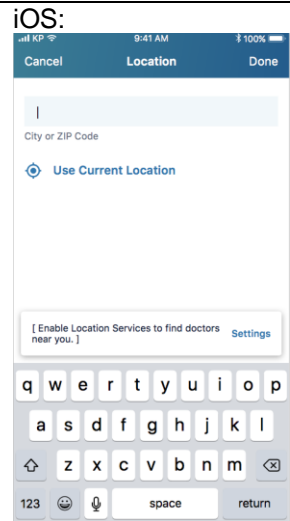 iOS:
KP 9:41 AM 100%
Cancel Location Done
City or ZIP Code
Use Current Location
[ Enable Location Services to find doctors
near you. ] Settings
q w e r t y u i o p
a s d f g h j k l
z x c v b n m
123 space return